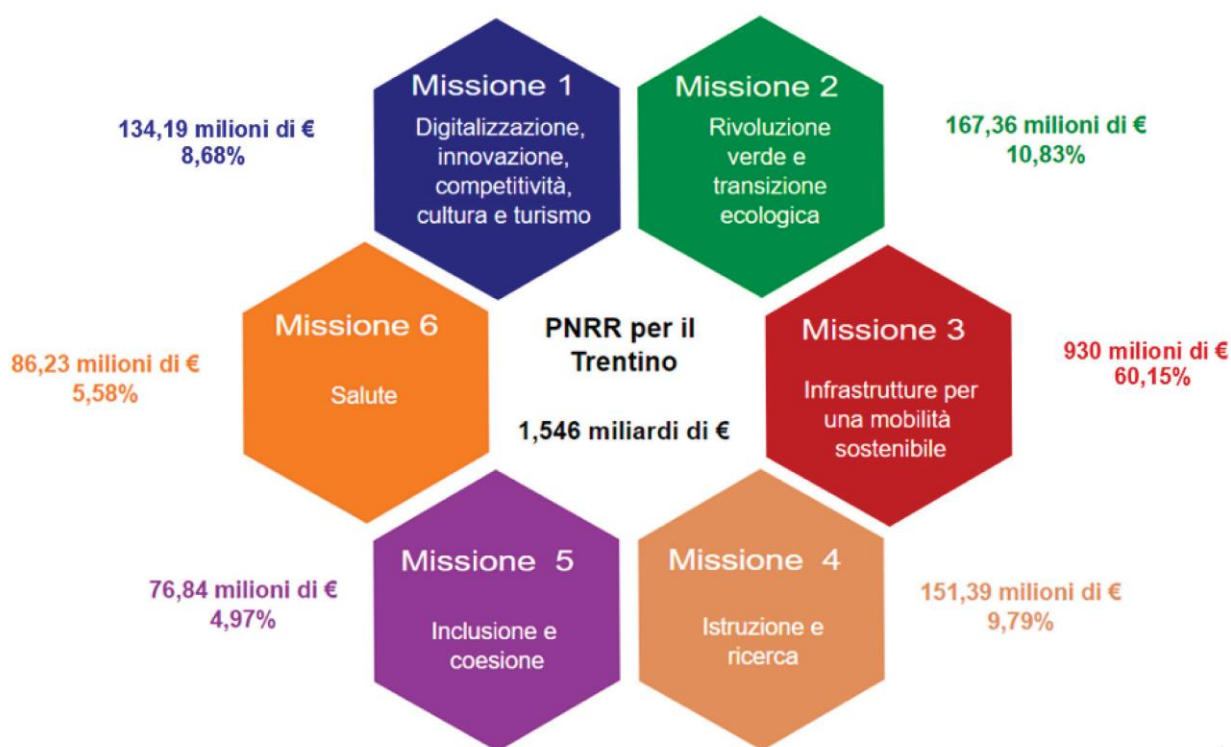 Missione 1
Digitalizzazione,
innovazione,
competitività,
cultura e turismo
134,19 milioni di €
8,68%
Missione 2
Rivoluzione
verde e
transizione
ecologica
167,36 milioni di €
10,83%
Missione 6
Salute
86,23 milioni di €
5,58%
PNRR per il
Trentino
1,546 miliardi di €
Missione 3
Infrastrutture per
una mobilità
sostenibile
930 milioni di €
60,15%
Missione 5
Inclusione e
coesione
76,84 milioni di €
4,97%
Missione 4
Istruzione e
ricerca
151,39 milioni di €
9,79%